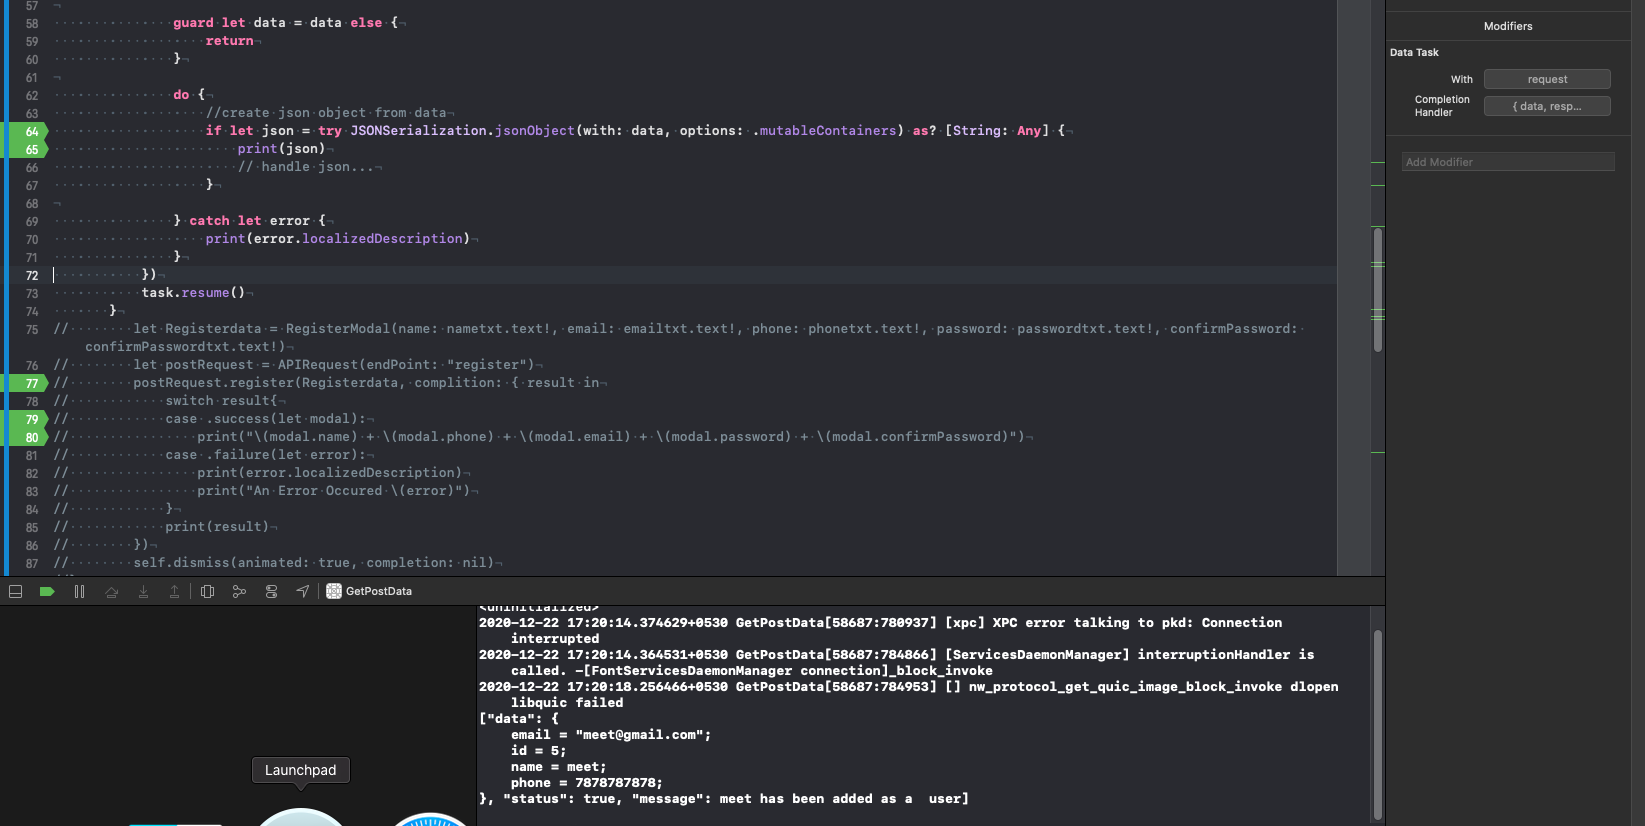 57
58 guard let data = data else {
59 return
60 }
61
62 do {
63 //create json object from data
64 if let json = try JSONSerialization.jsonObject(with: data, options: .mutableContainers) as? [String: Any] {
65 print(json)
66 // handle json...
67 }
68
69 } catch let error {
70 print(error.localizedDescription)
71 }
72 })
73 task.resume()
74 }
75 // let Registerdata = RegisterModal(name: nametxt.text!, email: emailtxt.text!, phone: phonetxt.text!, password: passwordtxt.text!, confirmPassword:
confirmPasswordtxt.text!)
76 // let postRequest = APIRequest(endPoint: "register")
77 // postRequest.register(Registerdata, complition: { result in
78 // switch result{
79 // case .success(let modal):
80 // print("\(modal.name) + \(modal.phone) + \(modal.email) + \(modal.password) + \(modal.confirmPassword)")
81 // case .failure(let error):
82 // print(error.localizedDescription)
83 // print("An Error Occured \(error)")
84 // }
85 // print(result)
86 // })
87 // self.dismiss(animated: true, completion: nil)
Modifiers
Data Task
With request
Completion
Handler { data, resp...
Add Modifier
GetPostData
<uninitialized>
2020-12-22 17:20:14.374629+0530 GetPostData[58687:780937] [xpc] XPC error talking to pkd: Connection
interrupted
2020-12-22 17:20:14.364531+0530 GetPostData[58687:784866] [ServicesDaemonManager] interruptionHandler is
called. -[FontServicesDaemonManager connection]_block_invoke
2020-12-22 17:20:18.256466+0530 GetPostData[58687:784953] [] nw_protocol_get_quic_image_block_invoke dlopen
libquic failed
["data": {
email = "meet@gmail.com";
id = 5;
name = meet;
phone = 7878787878;
}, "status": true, "message": meet has been added as a  user]
Launchpad